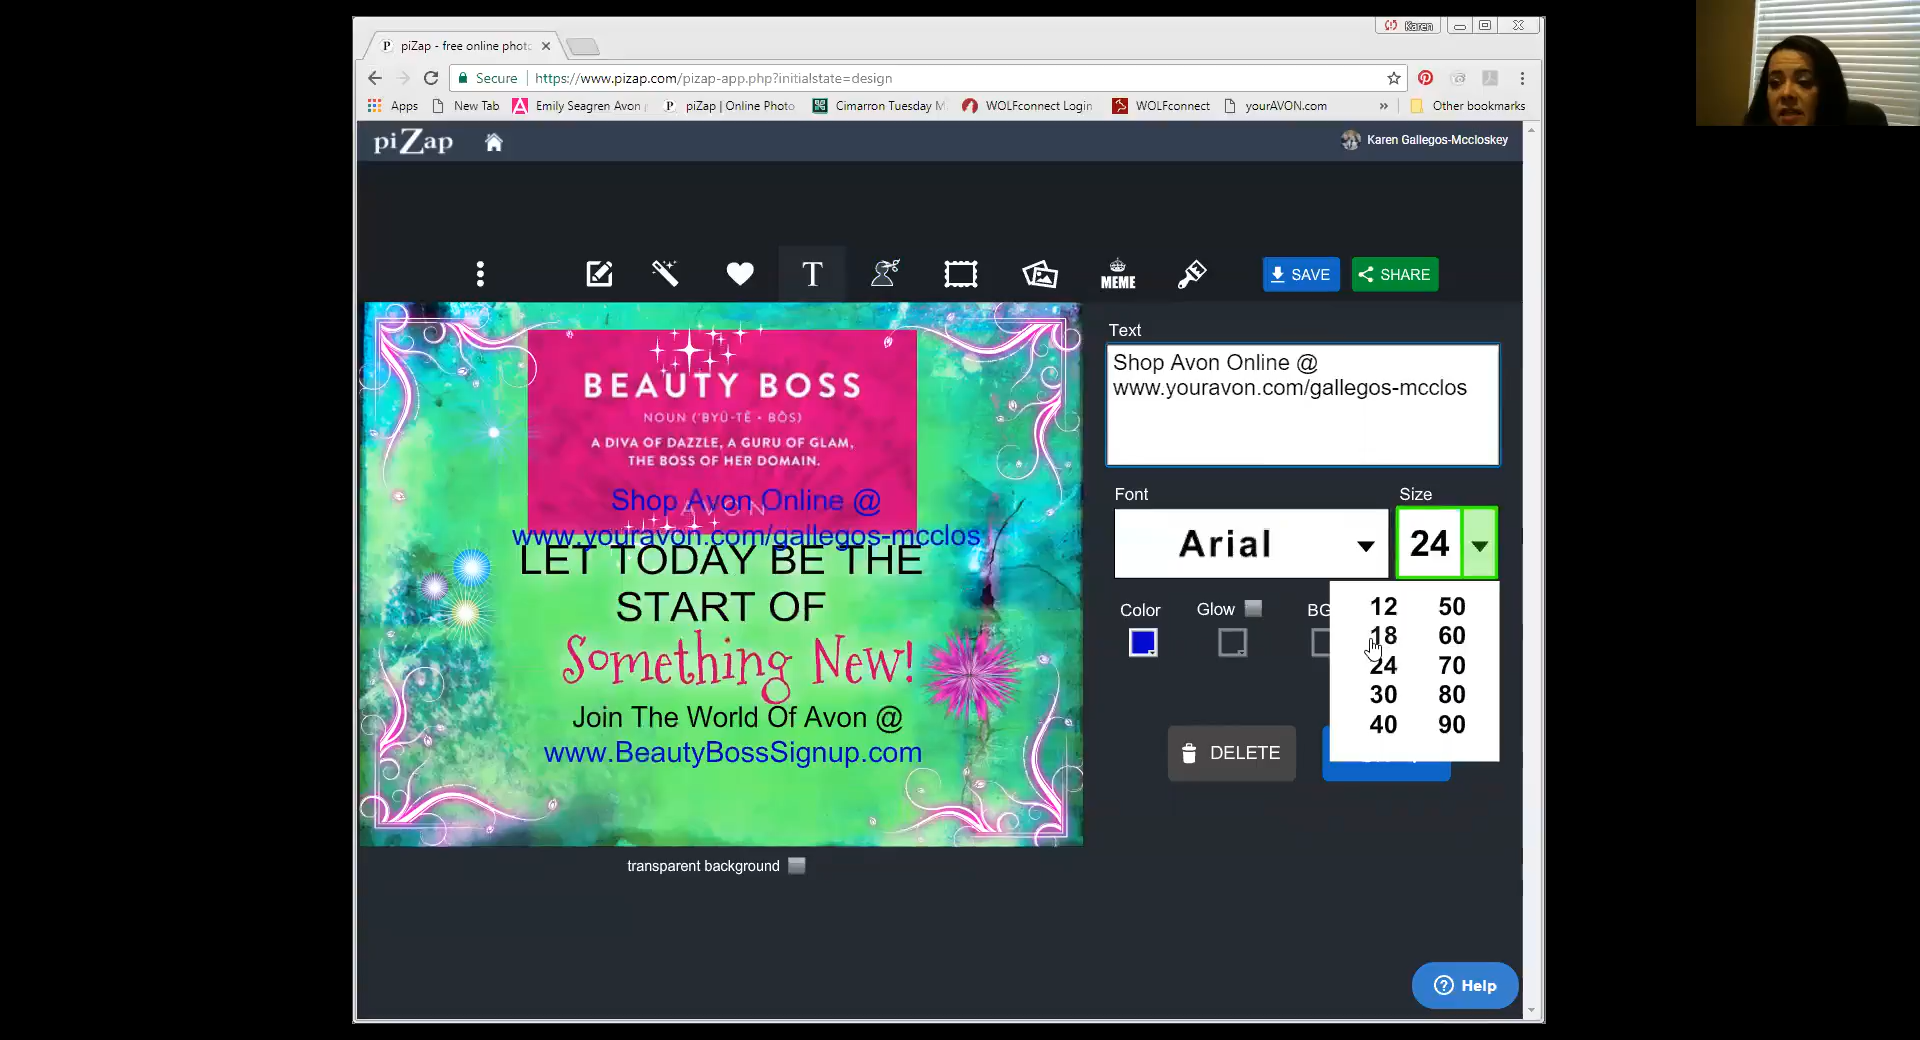 Karen
piZap - free online phot
Secure
https://www.pizap.com/pizap-app.php?initialstate=design
Apps
New Tab
Emily Seagren Avon
piZap | Online Photo
Cimarron Tuesday M
WOLFconnect Login
WOLFconnect
yourAVON.com
»
Other bookmarks
piZap
Karen Gallegos-Mccloskey
T
MEME
SAVE
SHARE
BEAUTY BOSS
NOUN ('BYÜ-TĒ • BÓS)
A DIVA OF DAZZLE, A GURU OF GLAM,
THE BOSS OF HER DOMAIN.
AVON
Shop Avon Online @
www.youravon.com/gallegos-mcclos
LET TODAY BE THE
START OF
Something New!
Join The World Of Avon @
www.BeautyBossSignup.com
transparent background
Text
Shop Avon Online @
www.youravon.com/gallegos-mcclos
Font
Size
Arial
24
Color
Glow
BG
12 50
18 60
24 70
30 80
40 90
DELETE
Help